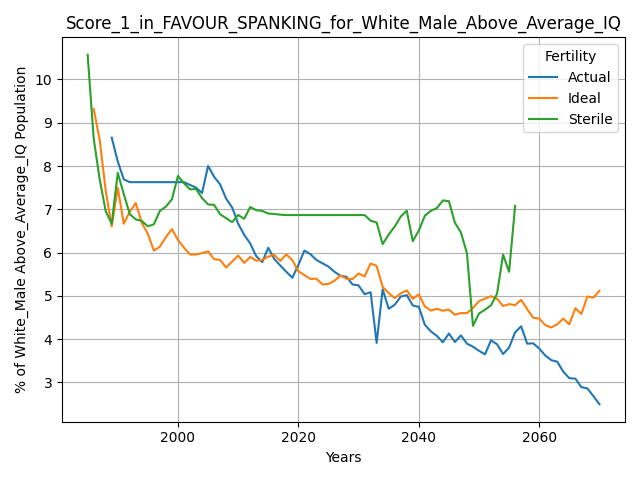 Score_1_in_FAVOUR_SPANKING_for_White_Male_Above_Average_IQ
% of White_Male Above_Average_IQ Population
10
9
8
7
6
5
4
3
Fertility
Actual
Ideal
Sterile
2000 2020 2040 2060
Years